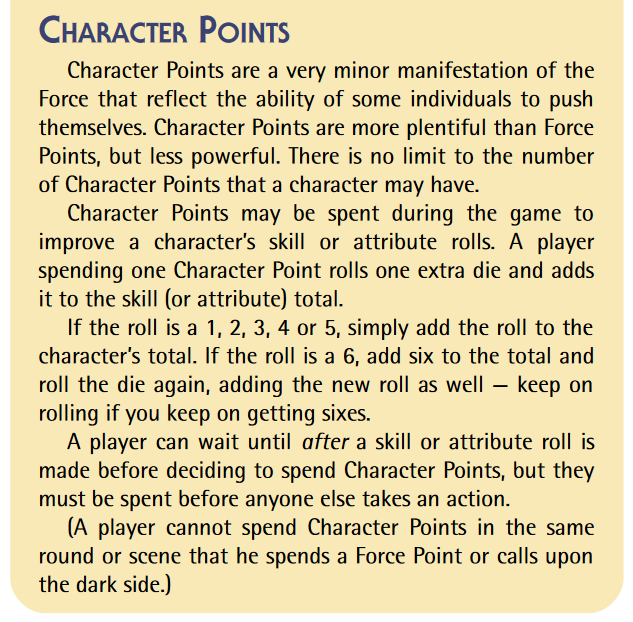 CHARACTER POINTS
Character Points are a very minor manifestation of the
Force that reflect the ability of some individuals to push
themselves. Character Points are more plentiful than Force
Points, but less powerful. There is no limit to the number
of Character Points that a character may have.
Character Points may be spent during the game to
improve a character's skill or attribute rolls. A player
spending one Character Point rolls one extra die and adds
it to the skill (or attribute) total.
If the roll is a 1, 2, 3, 4 or 5, simply add the roll to the
character's total. If the roll is a 6, add six to the total and
roll the die again, adding the new roll as well — keep on
rolling if you keep on getting sixes.
A player can wait until after a skill or attribute roll is
made before deciding to spend Character Points, but they
must be spent before anyone else takes an action.
(A player cannot spend Character Points in the same
round or scene that he spends a Force Point or calls upon
the dark side.)